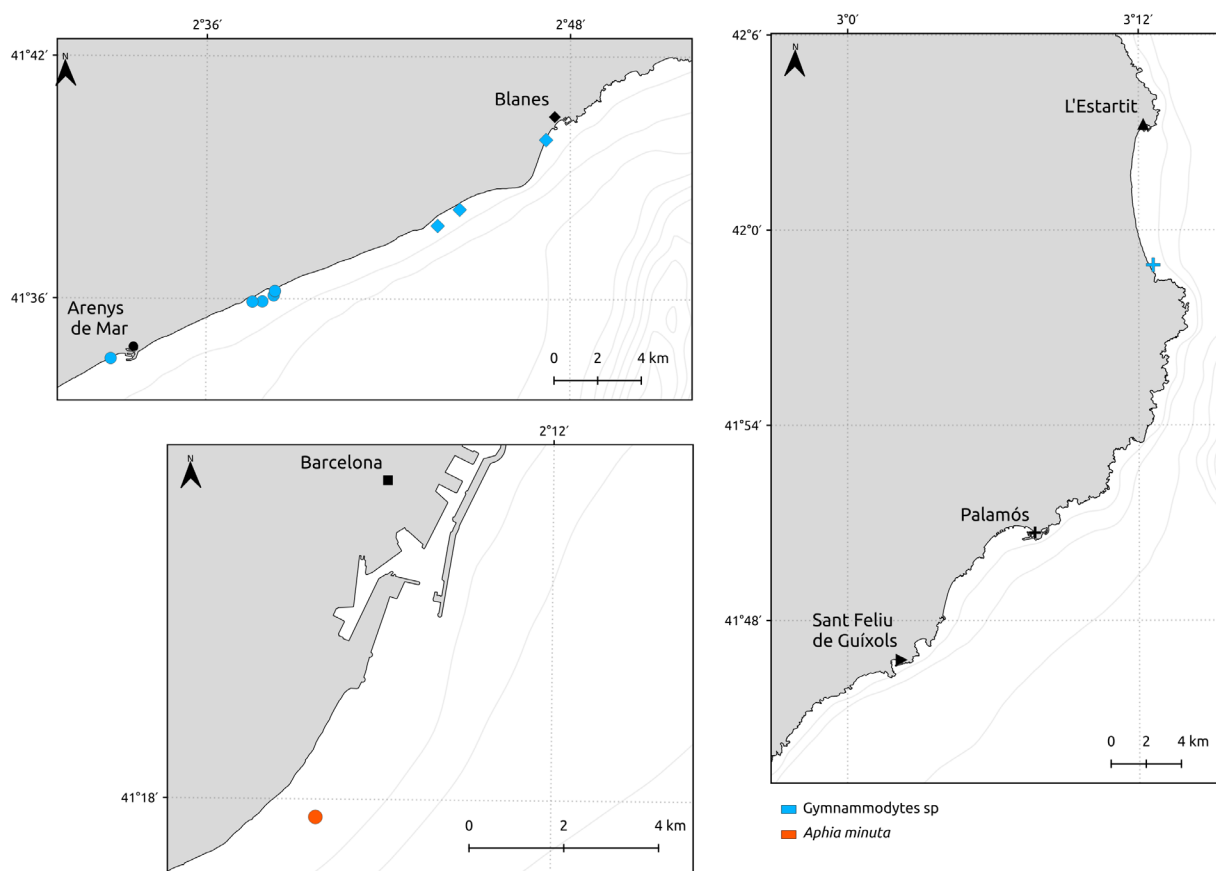 2°36′
2°48′
41°42′
N
Blanes
41°36′
Arenys
de Mar
0 2 4 km
2°12′
N
Barcelona
41°18′
0 2 4 km
3°0′
3°12′
42°6′
N
L'Estartit
42°0′
41°54′
Palamós
41°48′
Sant Feliu
de Guíxols
0 2 4 km
Gymnammodytes sp
Aphia minuta